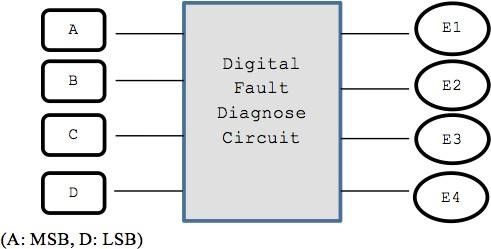 A
B
C
D
Digital
Fault
Diagnose
Circuit
E1
E2
E3
E4
(A: MSB, D: LSB)